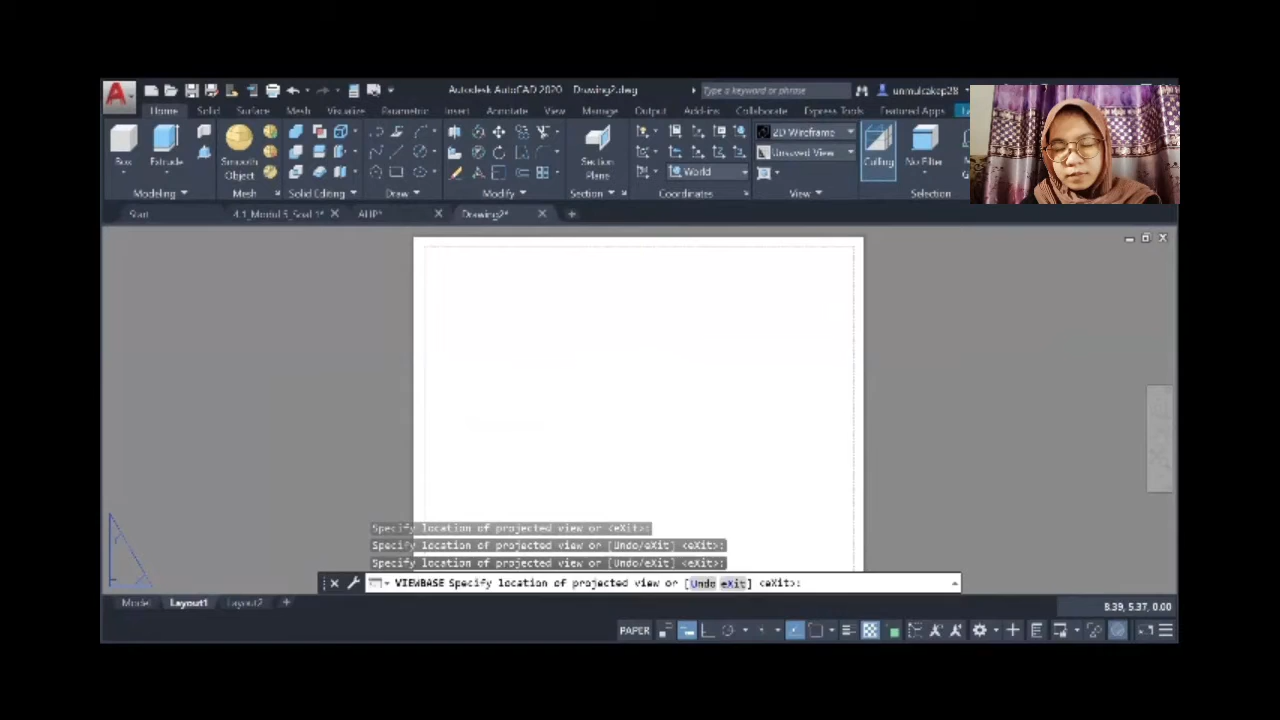 Autodesk AutoCAD 2020 Drawing2.dwg
Type a keyword or phrase
unmulcakep28
Home Solid Surface Mesh Visualize Parametric Insert Annotate View Manage Output Add-ins Collaborate Express Tools Featured Apps
Box
Extrude
Smooth
Object
Section
Plane
World
2D Wireframe
Unsaved View
Culling
No Filter
Modeling Mesh Solid Editing Draw Modify Section Coordinates View Selection
Start 4.1_Modul 5_Soal 1* Drawing2*
Specify location of projected view or <eXit>:
Specify location of projected view or [Undo/eXit] <eXit>:
Specify location of projected view or [Undo/eXit] <eXit>:
VIEWBASE Specify location of projected view or [Undo eXit] <eXit>:
Model Layout1 Layout2
8.39, 5.37, 0.00
PAPER